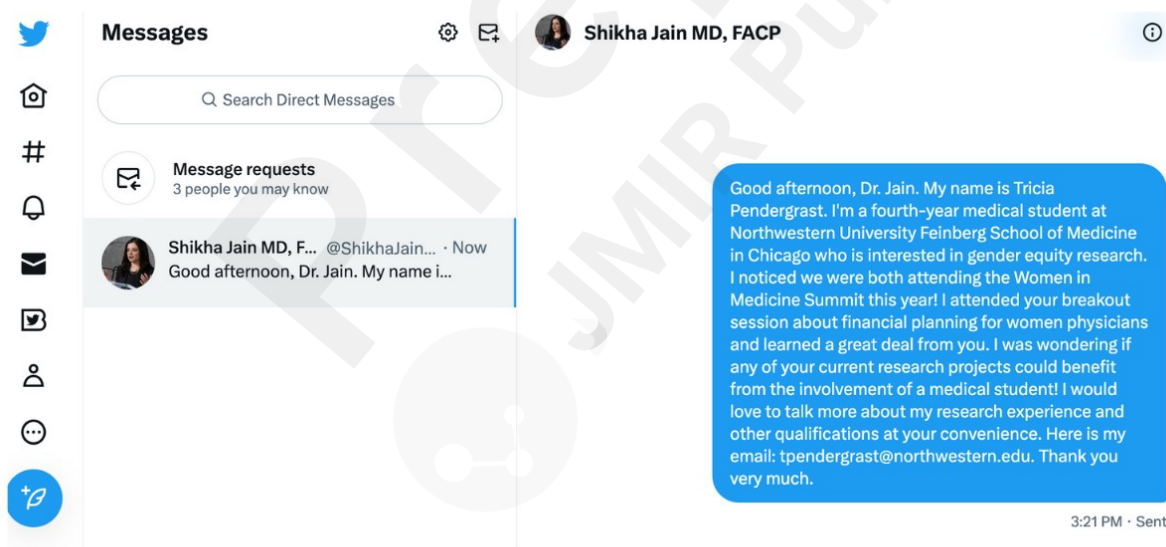 Messages
Search Direct Messages
Message requests
3 people you may know
Shikha Jain MD, F... @ShikhaJain... · Now
Good afternoon, Dr. Jain. My name i...
Shikha Jain MD, FACP
Good afternoon, Dr. Jain. My name is Tricia
Pendergrast. I'm a fourth-year medical student at
Northwestern University Feinberg School of Medicine
in Chicago who is interested in gender equity research.
I noticed we were both attending the Women in
Medicine Summit this year! I attended your breakout
session about financial planning for women physicians
and learned a great deal from you. I was wondering if
any of your current research projects could benefit
from the involvement of a medical student! I would
love to talk more about my research experience and
other qualifications at your convenience. Here is my
email: tpendergrast@northwestern.edu. Thank you
very much.
3:21 PM · Sent
JMIR Pu